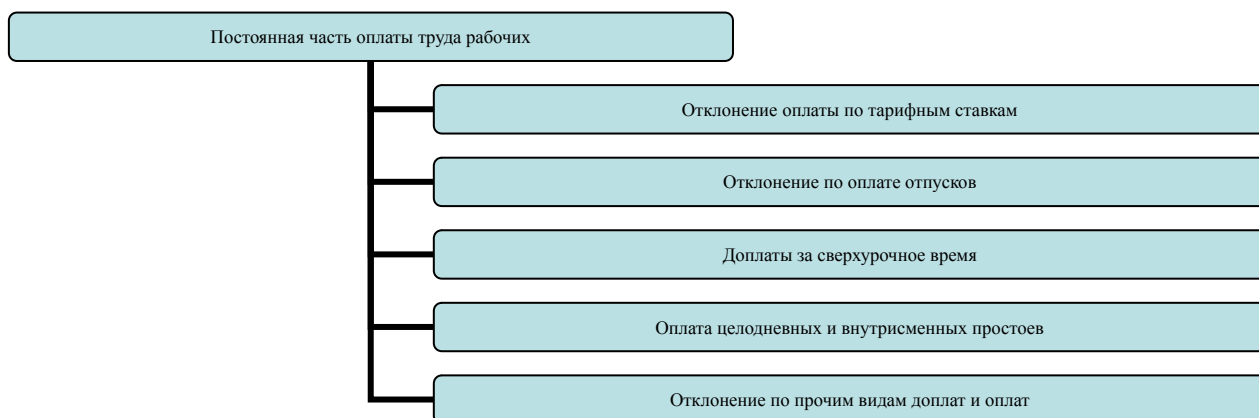 Постоянная часть оплаты труда рабочих
Отклонение оплаты по тарифным ставкам
Отклонение по оплате отпусков
Доплаты за сверхурочное время
Оплата целодневных и внутрисменных простоев
Отклонение по прочим видам доплат и оплат